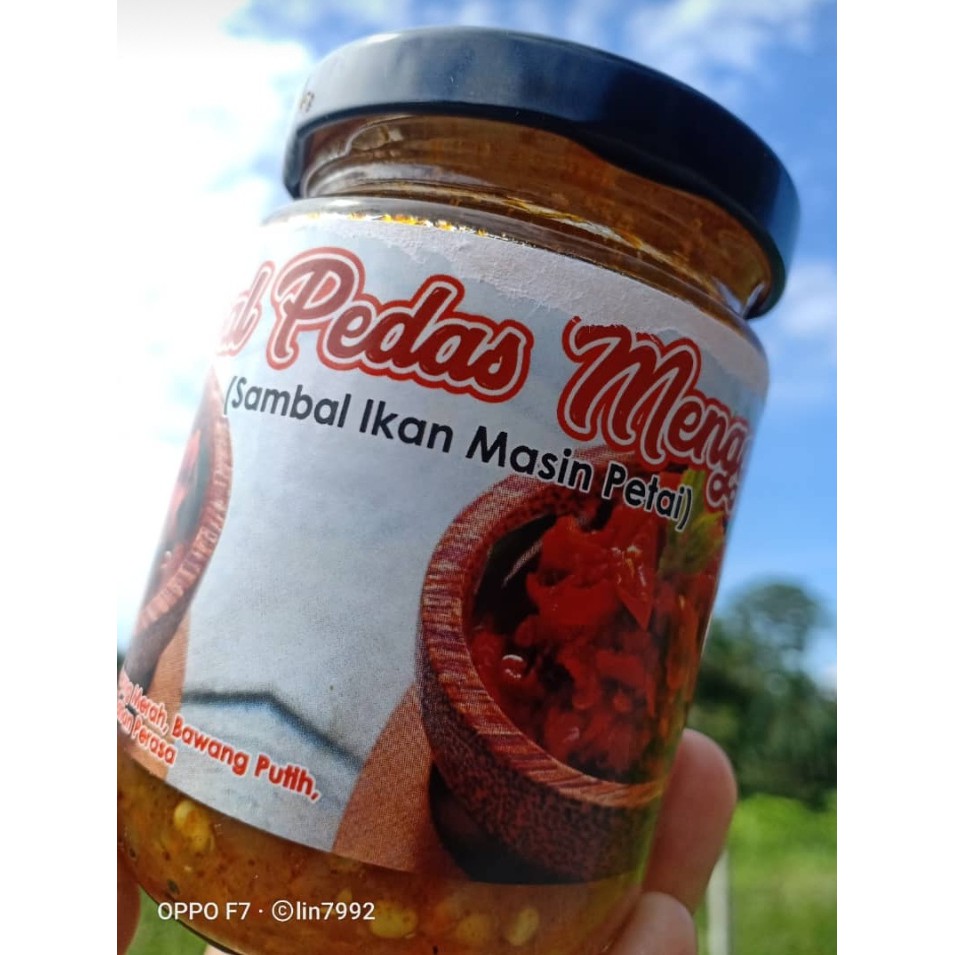 Pedas
(Sambal Ikan Masin Petai)
Merah, Bawang Putih,
Perasa
OPPO F7 · ©lin7992